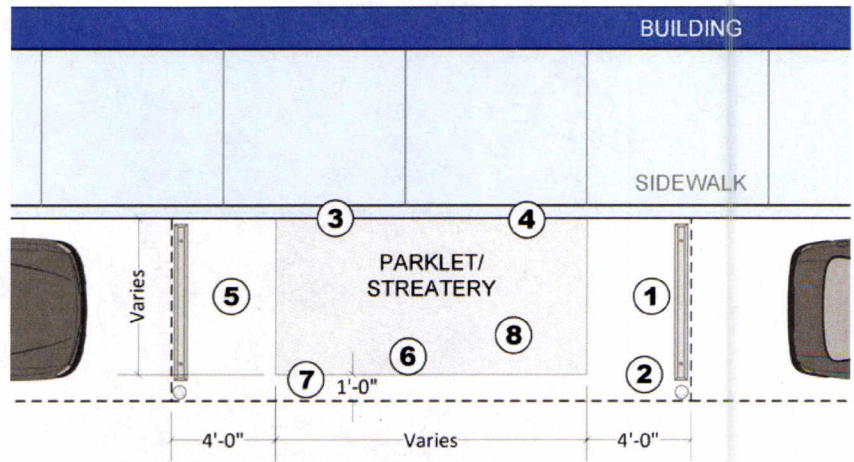 BUILDING
SIDEWALK
3
4
PARKLET/
STREATERY
Varies
5
1
8
6
2
7
1'-0"
4'-0"
Varies
4'-0"